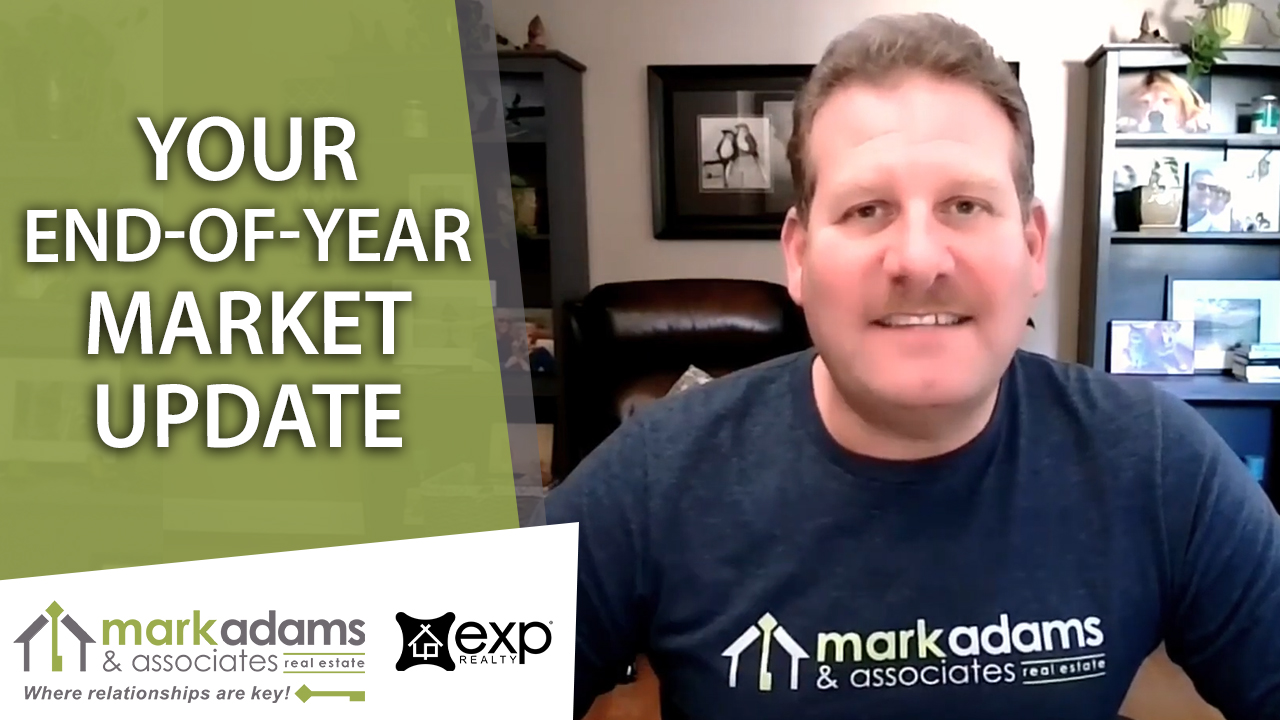 YOUR
END-OF-YEAR
MARKET
UPDATE
markadams
& associates real estate
Where relationships are key!
exp®
REALTY
markadams
& associates real estate